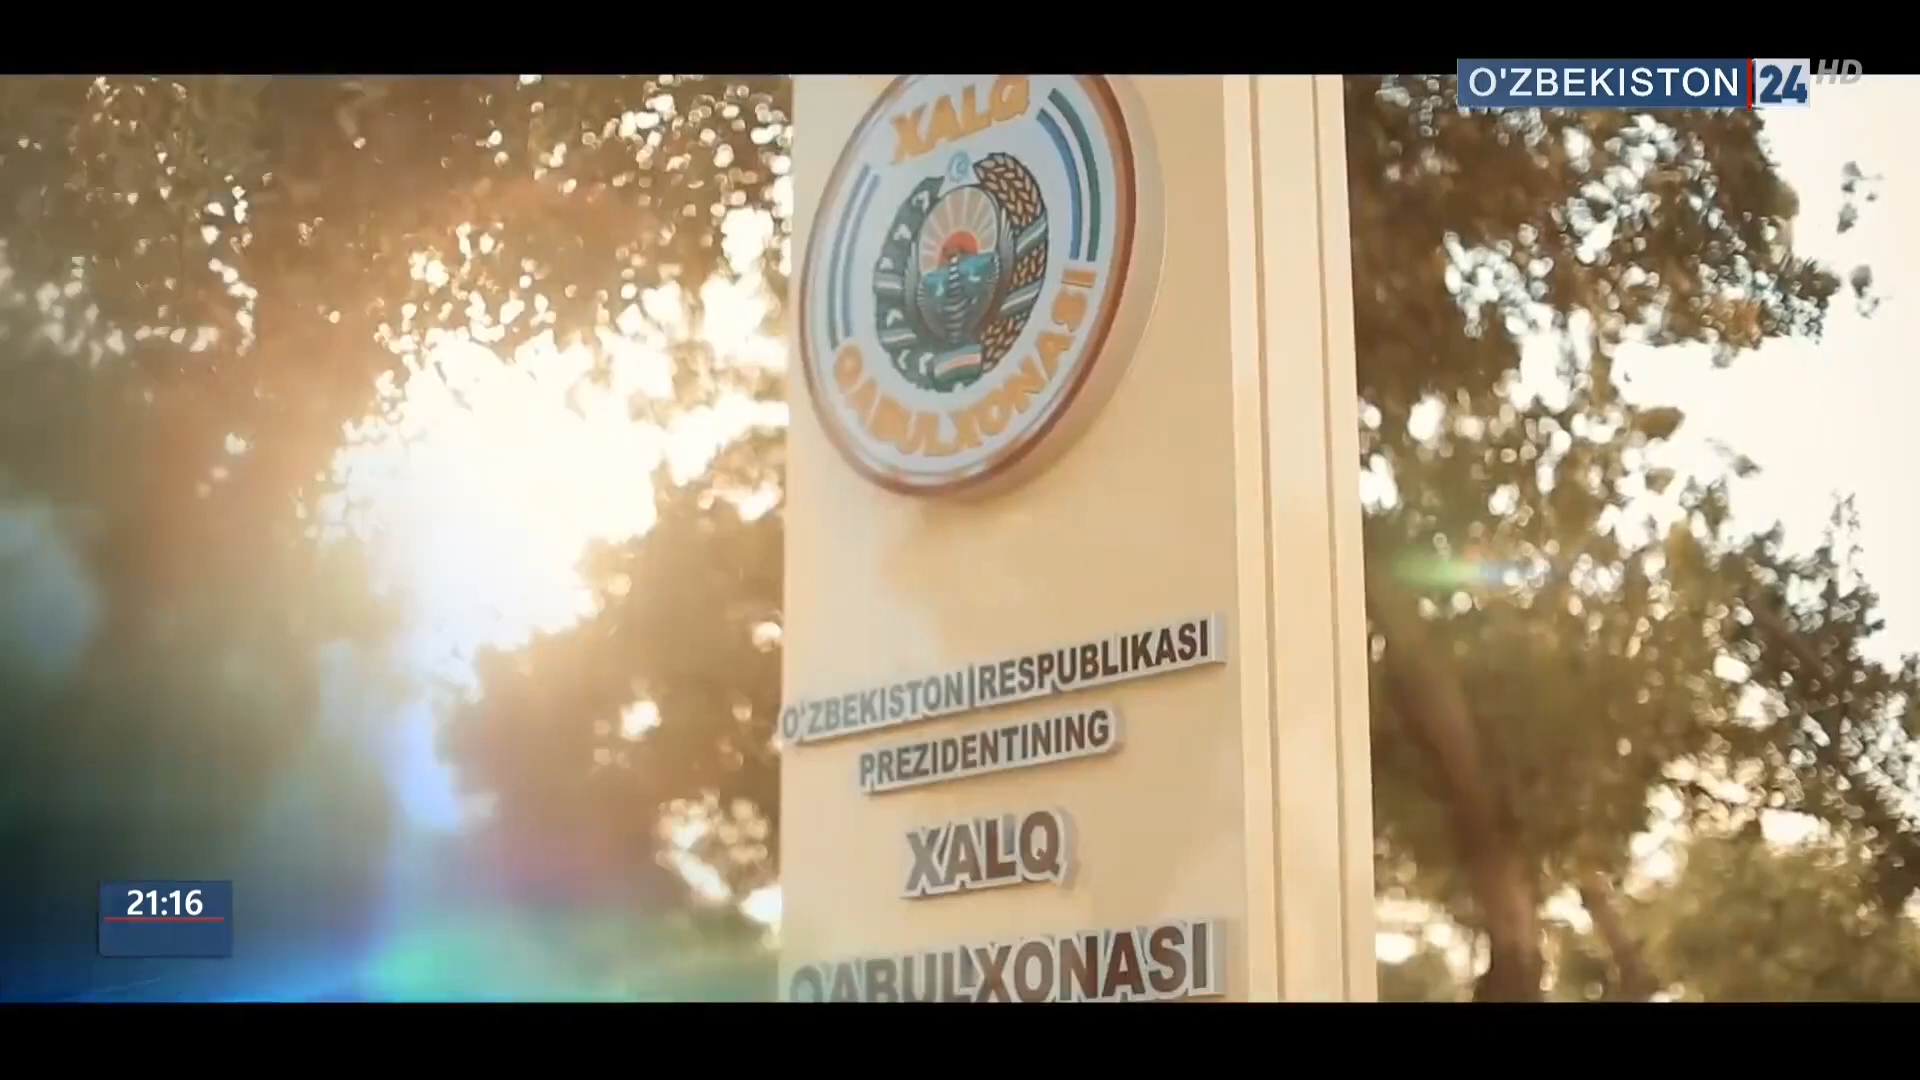 O'ZBEKISTON 24 HD
XALQ
QABULXONASI
O'ZBEKISTON RESPUBLIKASI
PREZIDENTINING
XALQ
QABULXONASI
21:16